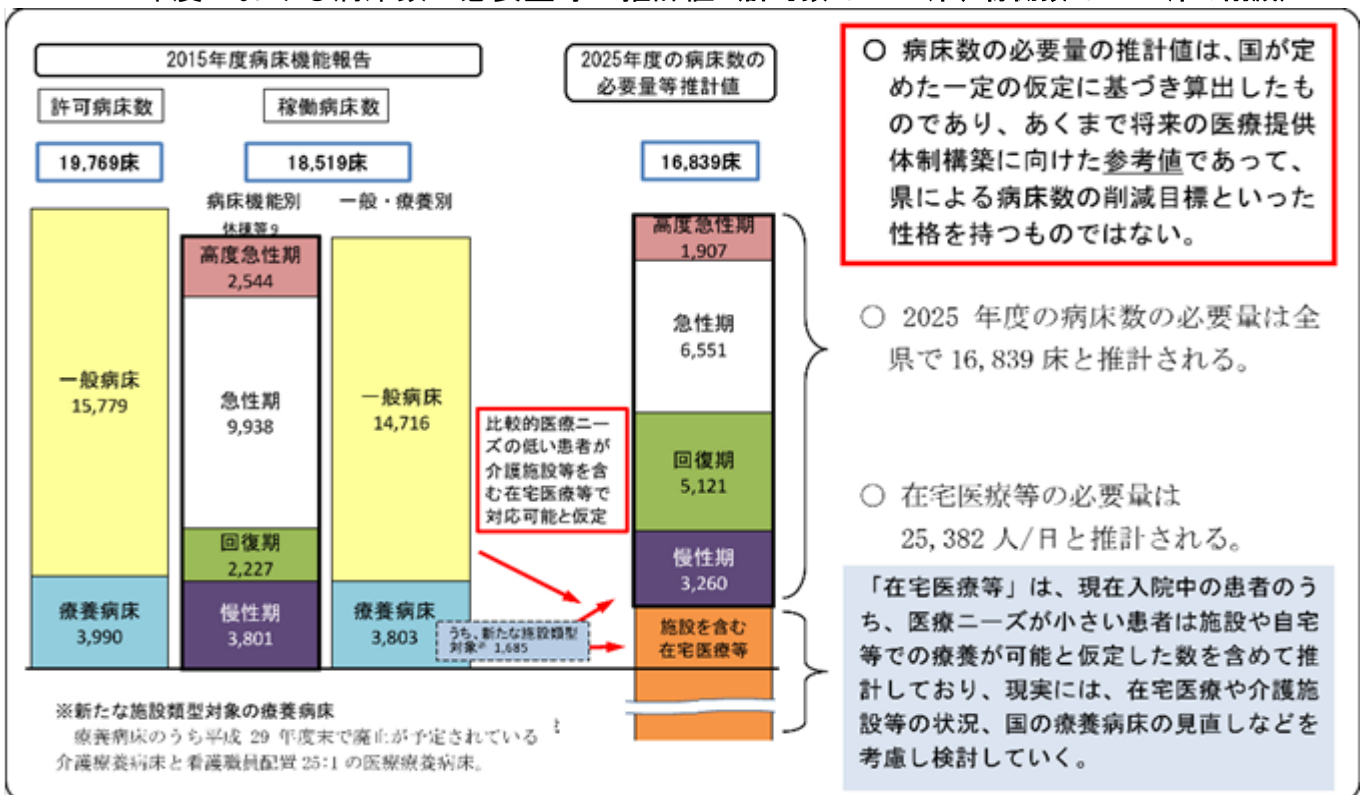 2015年度病床機能報告
許可病床数
稼働病床数
19,769床
18,519床
病床機能別
一般・療養別
休棟等9
一般病床
15,779
療養病床
3,990
高度急性期
2,544
急性期
9,938
回復期
2,227
慢性期
3,801
一般病床
14,716
療養病床
3,803
うち、新たな施設類型
対象※ 1,685
比較的医療ニー
ズの低い患者が
介護施設等を含
む在宅医療等で
対応可能と仮定
2025年度の病床数の
必要量等推計値
16,839床
高度急性期
1,907
急性期
6,551
回復期
5,121
慢性期
3,260
施設を含む
在宅医療等
※新たな施設類型対象の療養病床
療養病床のうち平成 29 年度末で廃止が予定されている
介護療養病床と看護職員配置 25:1 の医療療養病床。
○ 病床数の必要量の推計値は、国が定
めた一定の仮定に基づき算出したも
のであり、あくまで将来の医療提供
体制構築に向けた参考値であって、
県による病床数の削減目標といった
性格を持つものではない。
○ 2025 年度の病床数の必要量は全
県で 16,839 床と推計される。
○ 在宅医療等の必要量は
25,382 人/日と推計される。
「在宅医療等」は、現在入院中の患者のう
ち、医療ニーズが小さい患者は施設や自宅
等での療養が可能と仮定した数を含めて推
計しており、現実には、在宅医療や介護施
設等の状況、国の療養病床の見直しなどを
考慮し検討していく。